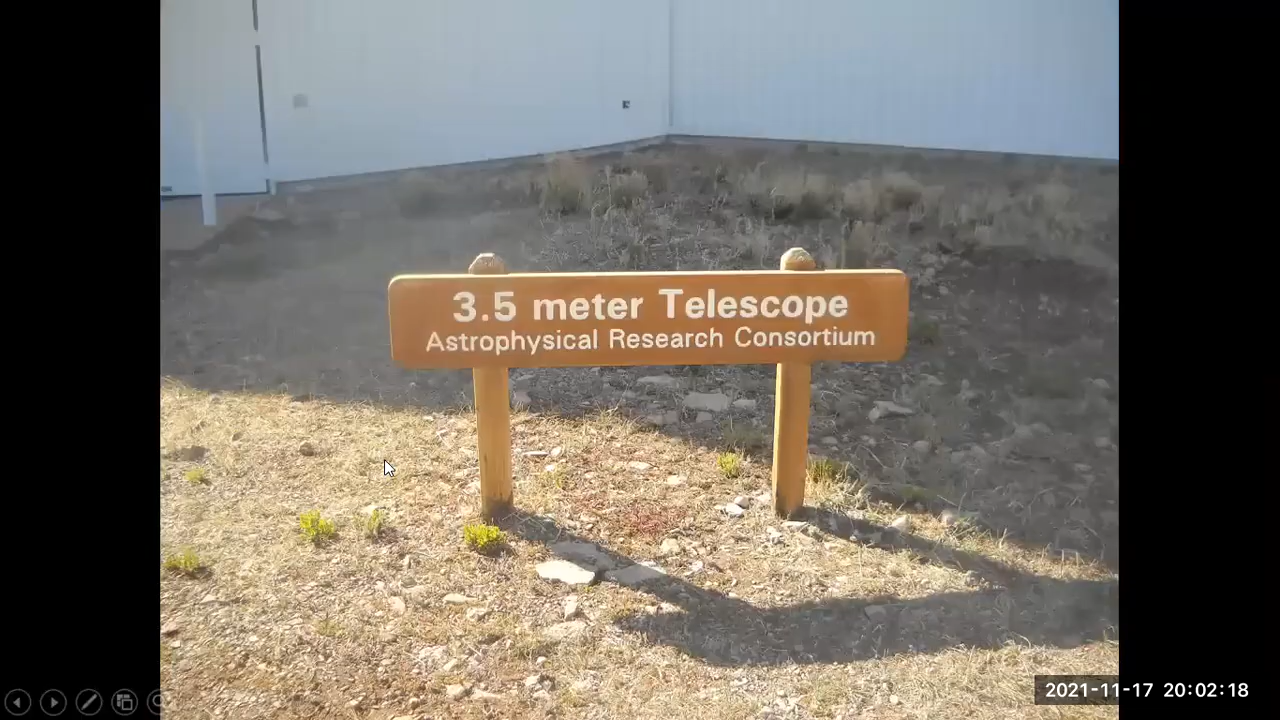 3.5 meter Telescope
Astrophysical Research Consortium
2021-11-17 20:02:18